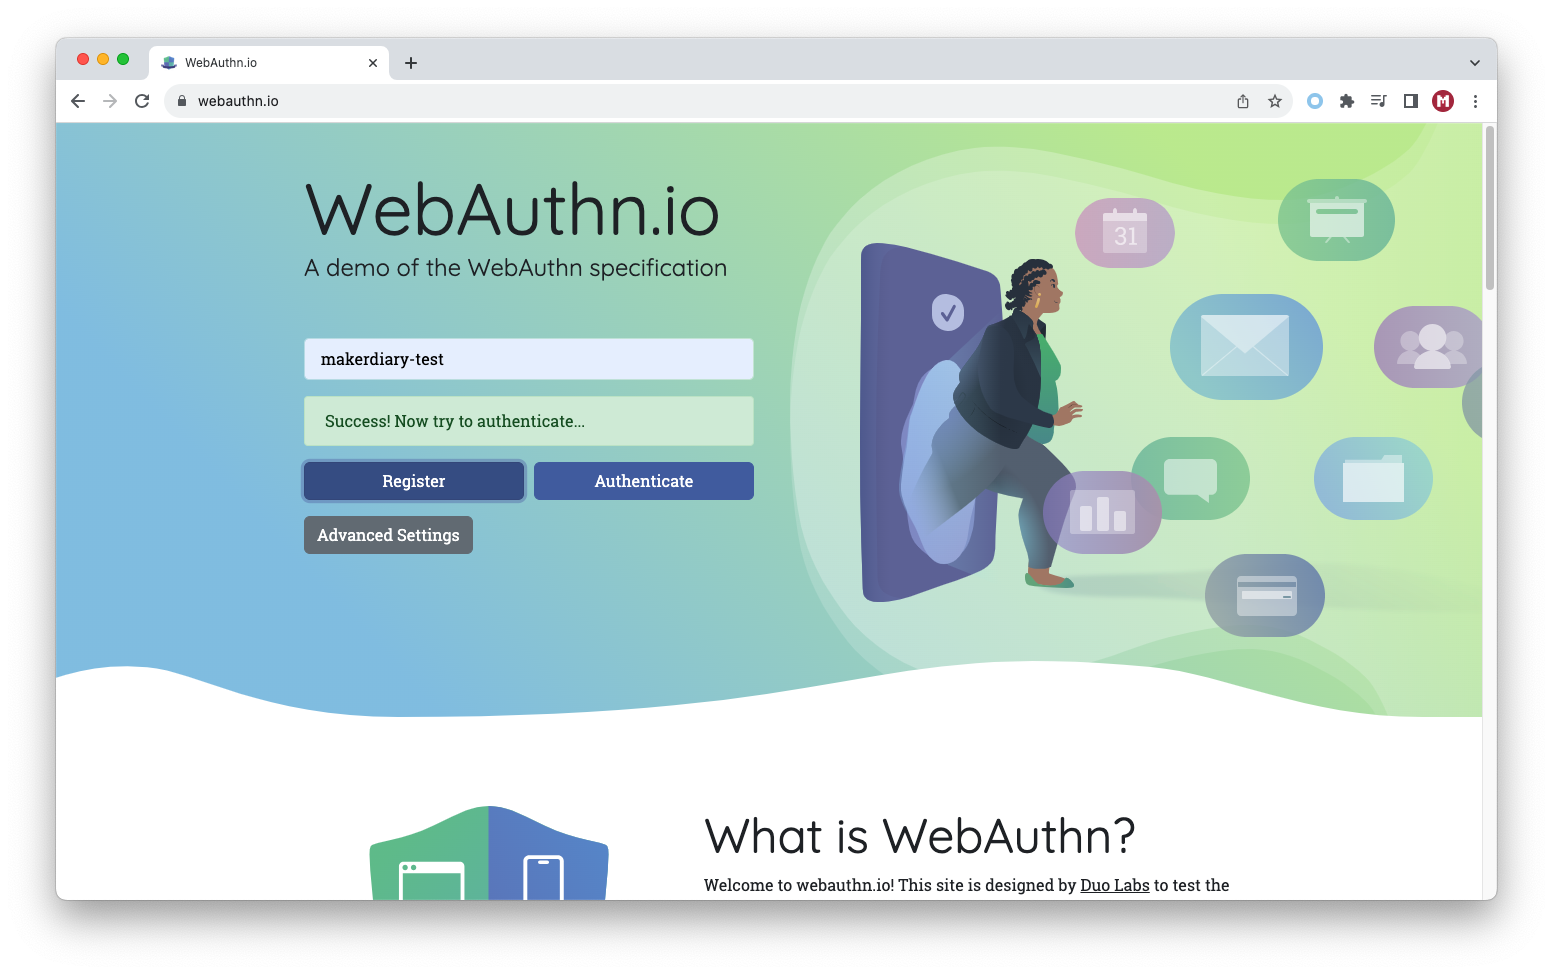 WebAuthn.io
webauthn.io
M
WebAuthn.io
A demo of the WebAuthn specification
31
makerdiary-test
Success! Now try to authenticate...
Register
Authenticate
Advanced Settings
What is WebAuthn?
Welcome to webauthn.io! This site is designed by Duo Labs to test the